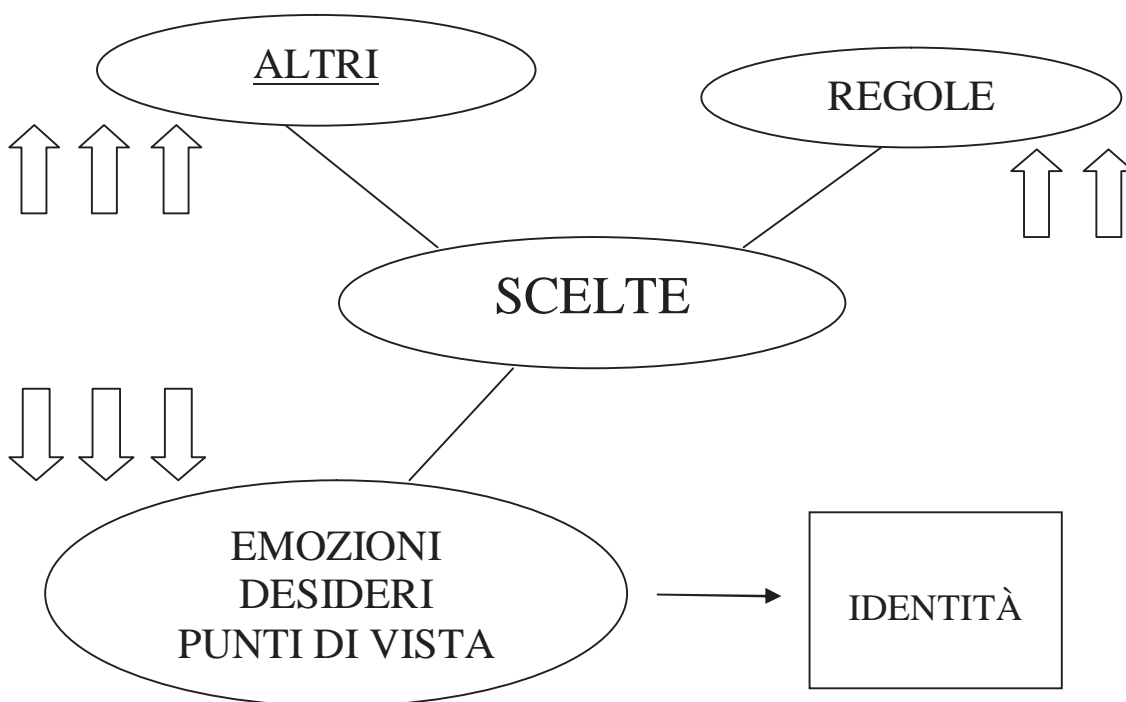 ALTRI
REGOLE
SCELTE
EMOZIONI
DESIDERI
PUNTI DI VISTA
IDENTITÀ